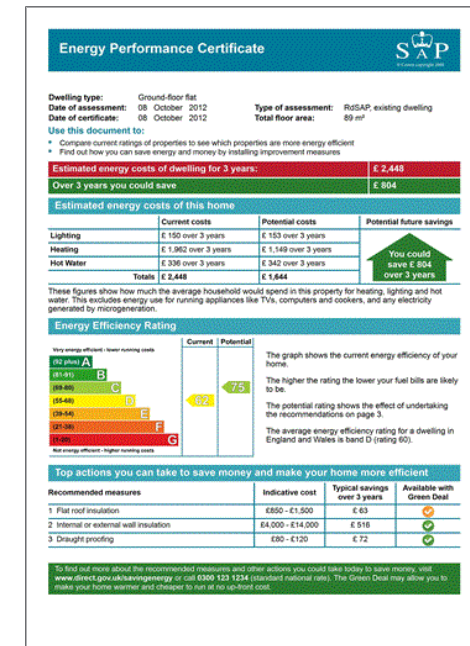 Energy Performance Certificate
SAP
© Crown copyright 2009
Dwelling type: Ground-floor flat
Date of assessment: 08 October 2012 Type of assessment: RdSAP, existing dwelling
Date of certificate: 08 October 2012 Total floor area: 89 m²
Use this document to:
• Compare current ratings of properties to see which properties are more energy efficient
• Find out how you can save energy and money by installing improvement measures
Estimated energy costs of dwelling for 3 years: £ 2,448
Over 3 years you could save £ 804
Estimated energy costs of this home
Current costs Potential costs Potential future savings
Lighting £ 150 over 3 years £ 153 over 3 years
Heating £ 1,962 over 3 years £ 1,149 over 3 years
Hot Water £ 336 over 3 years £ 342 over 3 years
Totals £ 2,448 £ 1,644
You could
save £ 804
over 3 years
These figures show how much the average household would spend in this property for heating, lighting and hot
water. This excludes energy use for running appliances like TVs, computers and cookers, and any electricity
generated by microgeneration.
Energy Efficiency Rating
Current Potential
Very energy efficient - lower running costs
(92 plus) A
(81-91) B
(69-80) C
(55-68) D
(39-54) E
(21-38) F
(1-20) G
Not energy efficient - higher running costs
62
75
The graph shows the current energy efficiency of your
home.
The higher the rating the lower your fuel bills are likely
to be.
The potential rating shows the effect of undertaking
the recommendations on page 3.
The average energy efficiency rating for a dwelling in
England and Wales is band D (rating 60).
Top actions you can take to save money and make your home more efficient
Recommended measures Indicative cost Typical savings over 3 years Available with Green Deal
1 Flat roof insulation £850 - £1,500 £ 63
2 Internal or external wall insulation £4,000 - £14,000 £ 516
3 Draught proofing £80 - £120 £ 72
To find out more about the recommended measures and other actions you could take today to save money, visit
www.direct.gov.uk/savingenergy or call 0300 123 1234 (standard national rate). The Green Deal may allow you to
make your home warmer and cheaper to run at no up-front cost.